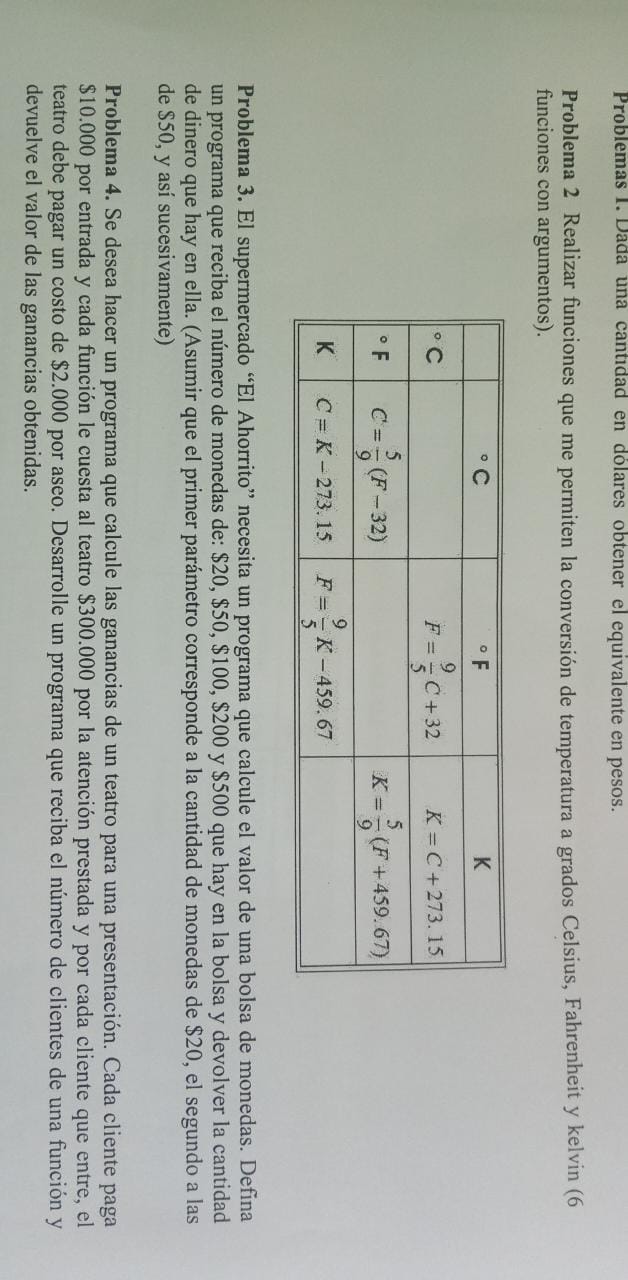 Problemas 1. Dada una cantidad en dólares obtener el equivalente en pesos.
Problema 2 Realizar funciones que me permiten la conversión de temperatura a grados Celsius, Fahrenheit y kelvin (6
funciones con argumentos).
° C ° F K
° C F = 9/5 C + 32 K = C + 273.15
° F C = 5/9 (F − 32) K = 5/9 (F + 459.67)
K C = K − 273.15 F = 9/5 K − 459.67
Problema 3. El supermercado “El Ahorrito” necesita un programa que calcule el valor de una bolsa de monedas. Defina
un programa que reciba el número de monedas de: $20, $50, $100, $200 y $500 que hay en la bolsa y devolver la cantidad
de dinero que hay en ella. (Asumir que el primer parámetro corresponde a la cantidad de monedas de $20, el segundo a las
de $50, y así sucesivamente)
Problema 4. Se desea hacer un programa que calcule las ganancias de un teatro para una presentación. Cada cliente paga
$10.000 por entrada y cada función le cuesta al teatro $300.000 por la atención prestada y por cada cliente que entre, el
teatro debe pagar un costo de $2.000 por aseo. Desarrolle un programa que reciba el número de clientes de una función y
devuelve el valor de las ganancias obtenidas.